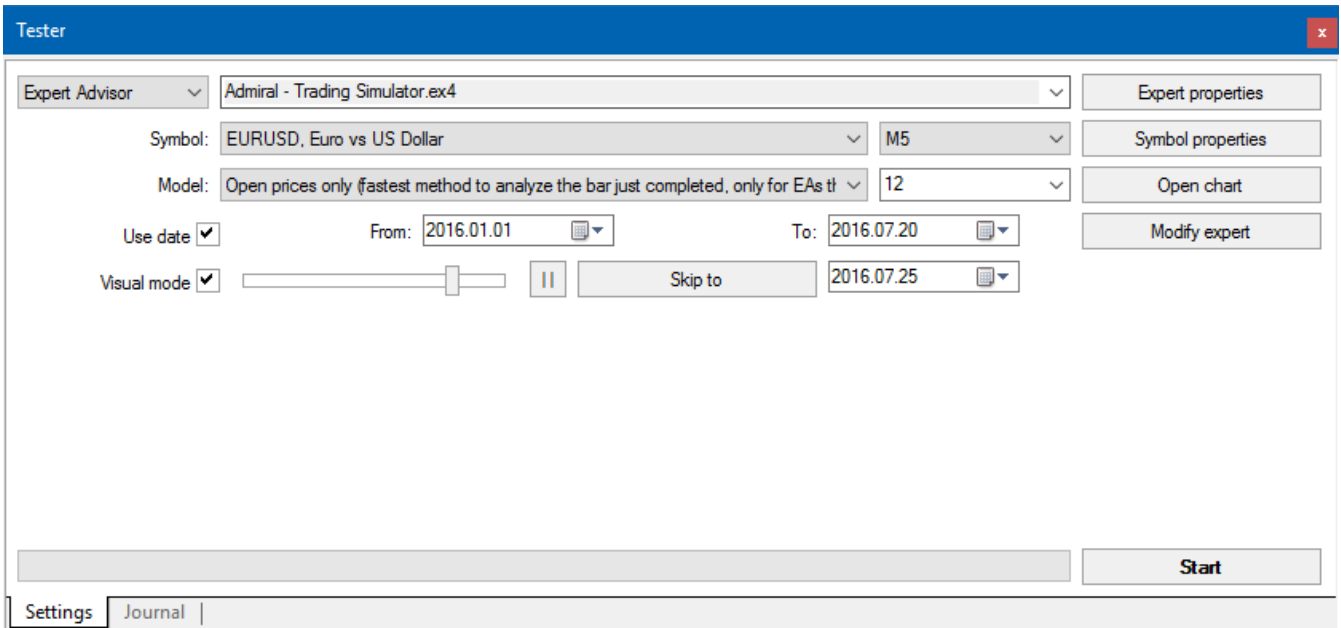 Tester
x
Expert Advisor Admiral - Trading Simulator.ex4 Expert properties
Symbol: EURUSD, Euro vs US Dollar M5 Symbol properties
Model: Open prices only (fastest method to analyze the bar just completed, only for EAs th 12 Open chart
Use date From: 2016.01.01 To: 2016.07.20 Modify expert
Visual mode Skip to 2016.07.25
Start
Settings Journal